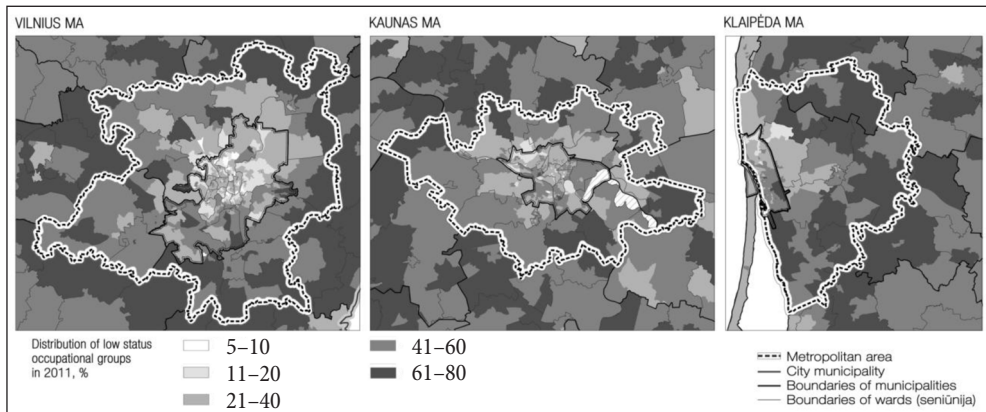 VILNIUS MA
KAUNAS MA
KLAIPĖDA MA
Distribution of low status
occupational groups
in 2011, %
5–10
11–20
21–40
41–60
61–80
Metropolitan area
City municipality
Boundaries of municipalities
Boundaries of wards (seniūnija)